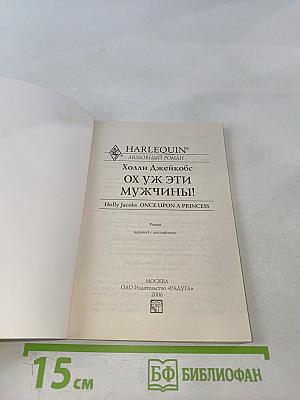 HARLEQUIN®
ЛЮБОВНЫЙ РОМАН
Холли Джейкобс
ОХ УЖ ЭТИ
МУЖЧИНЫ!
Holly Jacobs ONCE UPON A PRINCESS
Роман
перевод с английского
МОСКВА
ОАО Издательство «РАДУГА»
2006
15 см
БФ БИБЛИОФАН